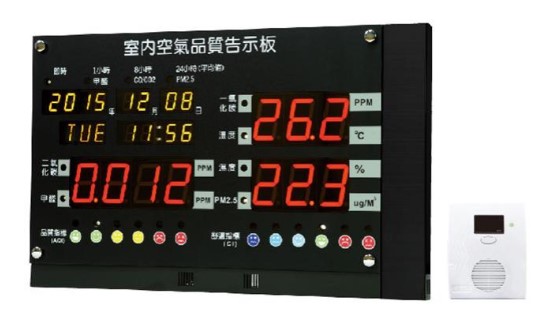 室內空氣品質告示板
即時 1小時 8小時 24小時(平均值)
甲醛 CO/CO2 PM2.5
2015年 12月 08日
TUE 11:56
一氧化碳 26.2 PPM
溫度 ℃
二氧化碳 0.012 PPM
甲醛 PPM
濕度 22.3 %
PM2.5 ug/M³
品質指標 (AQI)
舒適指標 (CI)